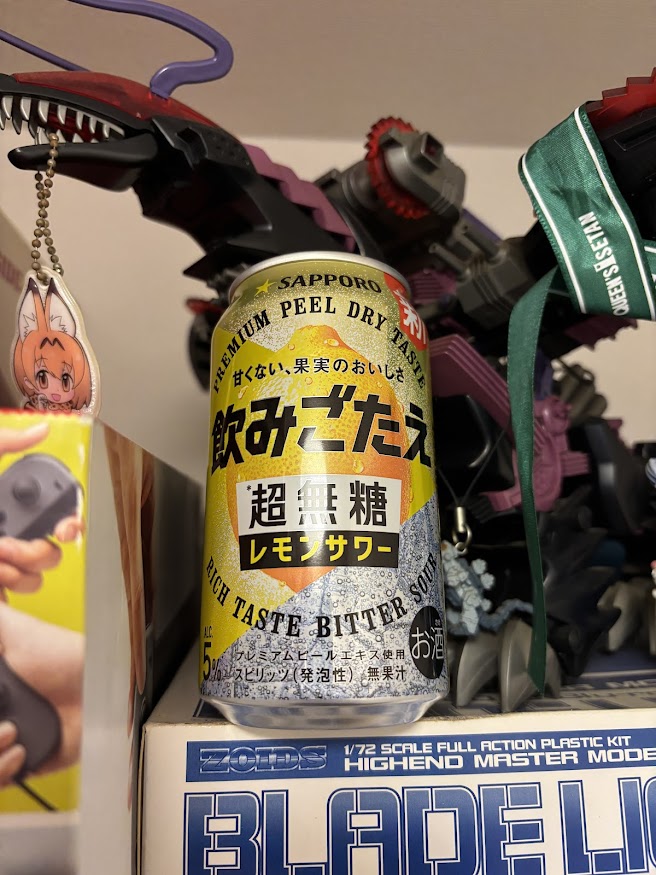 SAPPORO
PREMIUM PEEL DRY TASTE
新
甘くない、果実のおいしさ
飲みごたえ
*超無糖
レモンサワー
RICH TASTE BITTER SOUR
ALC.
5%
プレミアムピールエキス使用
スピリッツ(発泡性) 無果汁
お酒
QUEEN'S ISETAN
ZOIDS
1/72 SCALE FULL ACTION PLASTIC KIT
HIGHEND MASTER MODE
BLADE LI